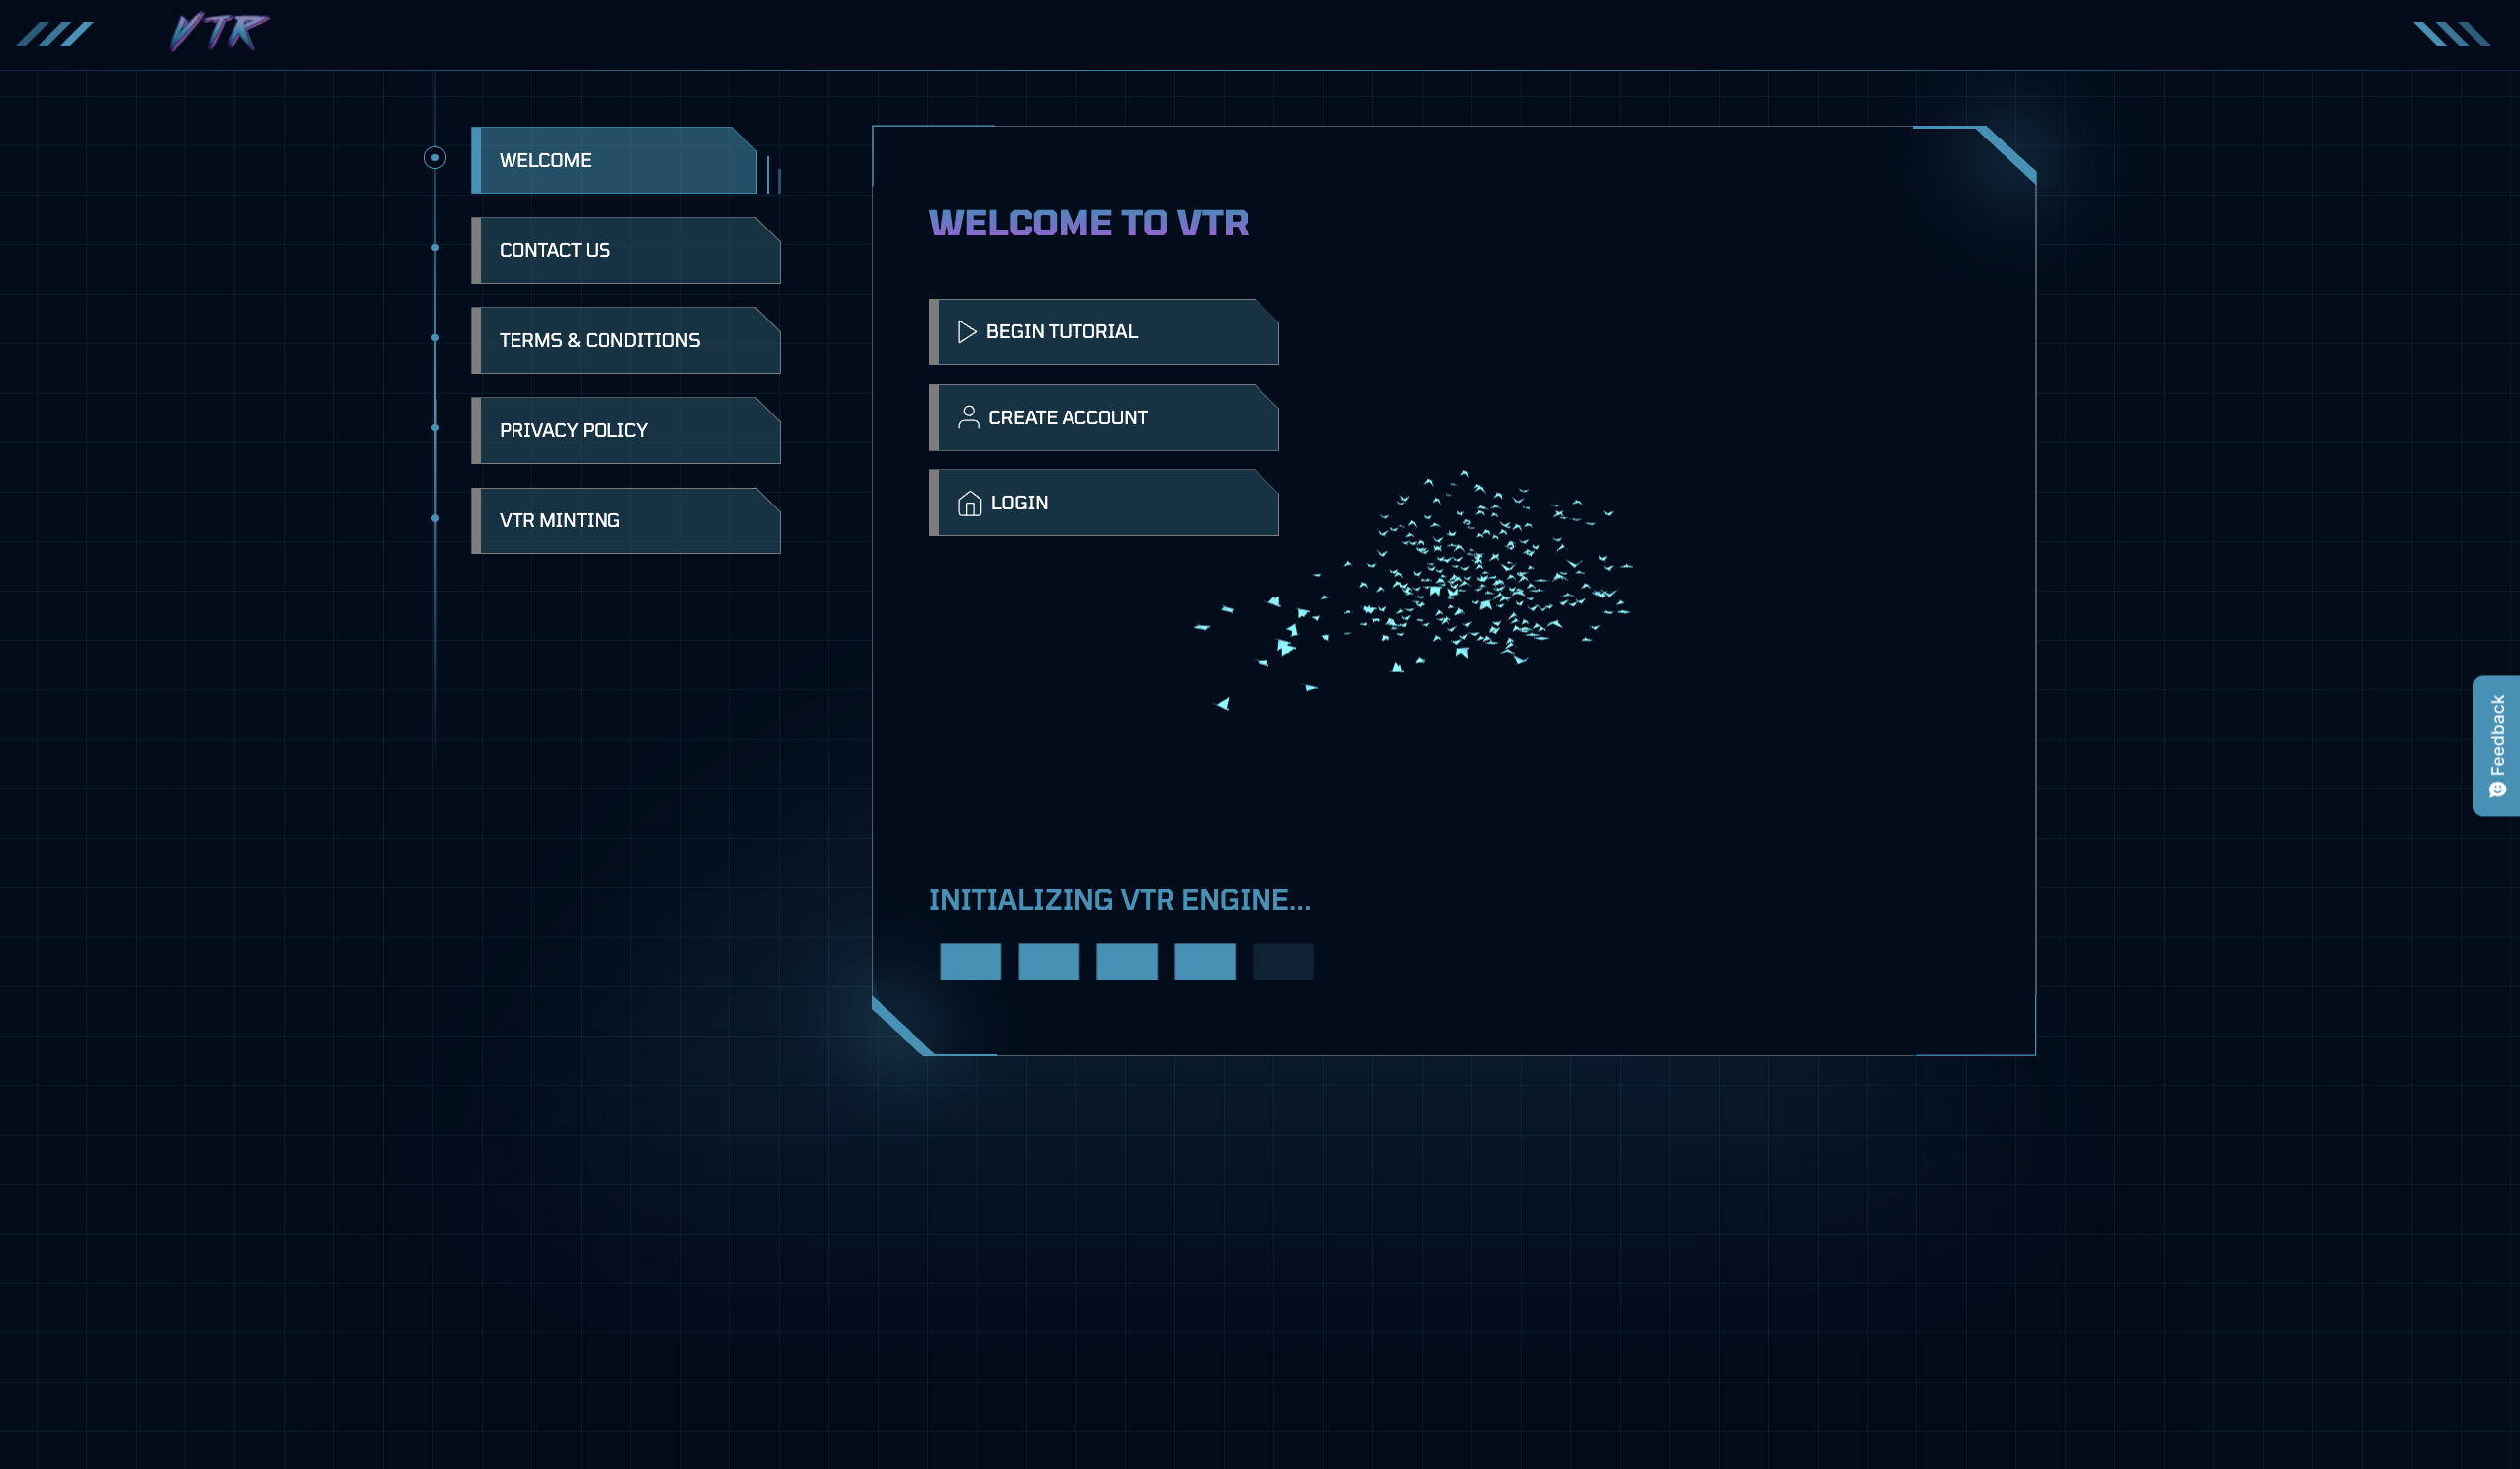 VTR
WELCOME
CONTACT US
TERMS & CONDITIONS
PRIVACY POLICY
VTR MINTING
WELCOME TO VTR
BEGIN TUTORIAL
CREATE ACCOUNT
LOGIN
INITIALIZING VTR ENGINE...
Feedback